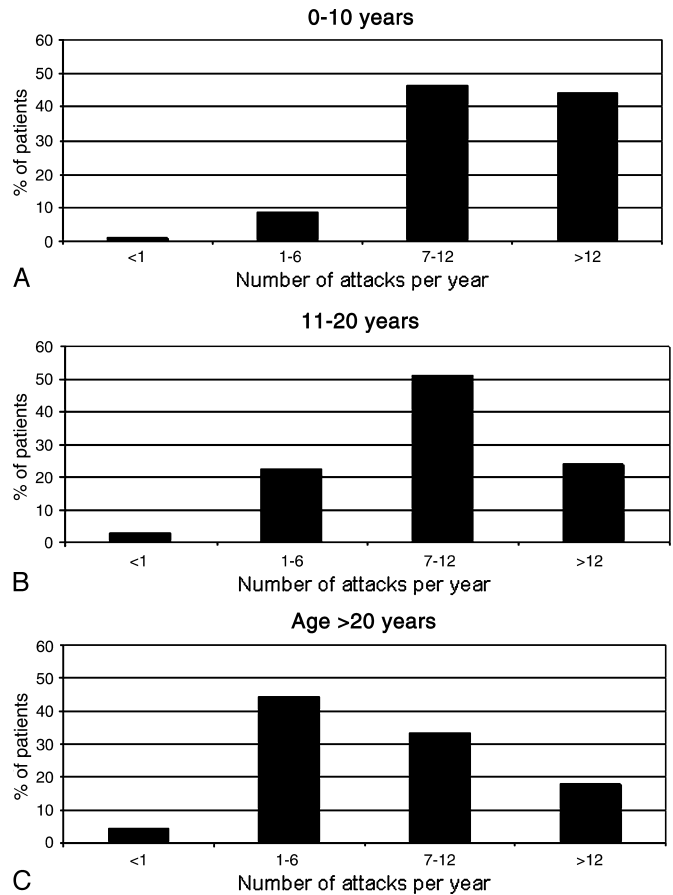 0-10 years
60
50
40
30
20
10
0
% of patients
<1 1-6 7-12 >12
Number of attacks per year
A
11-20 years
60
50
40
30
20
10
0
% of patients
<1 1-6 7-12 >12
Number of attacks per year
B
Age >20 years
60
50
40
30
20
10
0
% of patients
<1 1-6 7-12 >12
Number of attacks per year
C